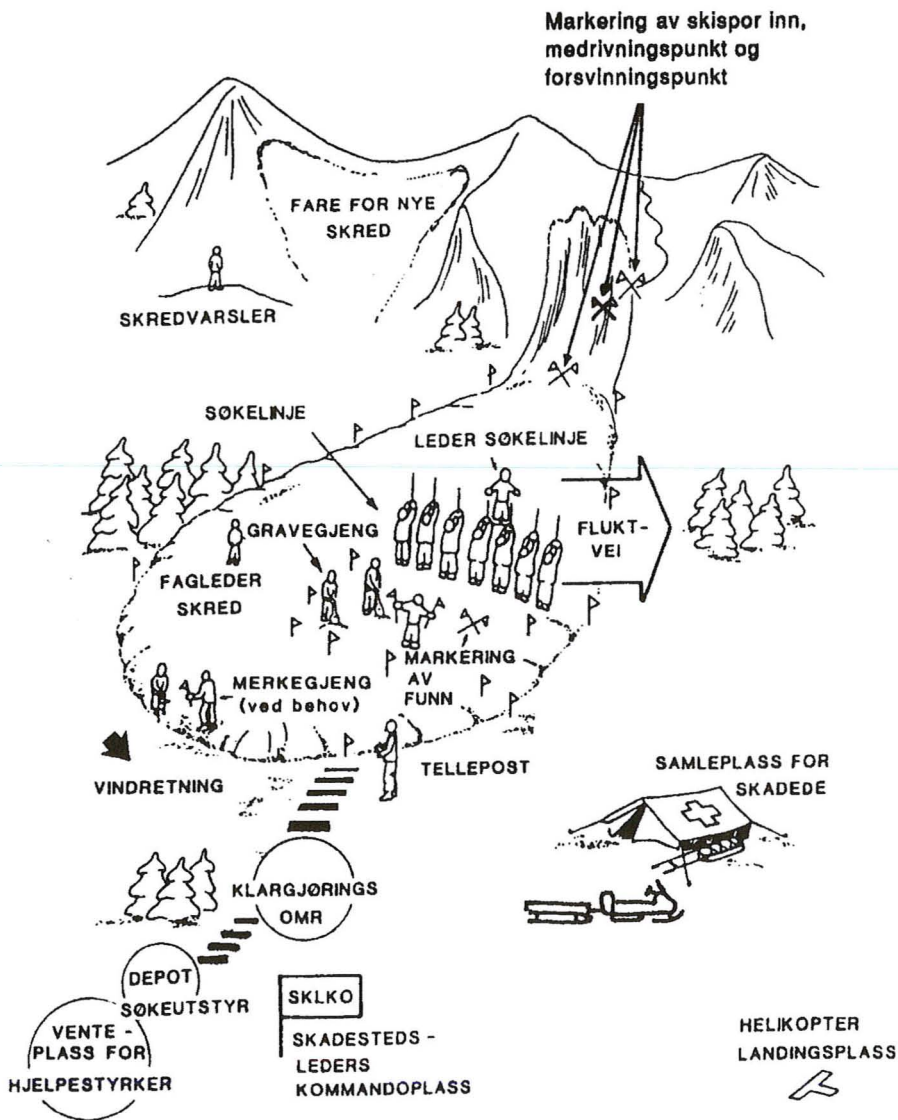 Markering av skispor inn,
medrivningspunkt og
forsvinningspunkt
FARE FOR NYE
SKRED
SKREDVARSLER
SØKELINJE
LEDER SØKELINJE
GRAVEGJENG
FLUKT-
VEI
FAGLEDER
SKRED
MERKEGJENG
(ved behov)
MARKERING
AV
FUNN
VINDRETNING
TELLEPOST
SAMLEPLASS FOR
SKADEDE
KLARGJØRINGS
OMR
DEPOT
SØKEUTSTYR
VENTE -
PLASS FOR
HJELPESTYRKER
SKLKO
SKADESTEDS -
LEDERS
KOMMANDOPLASS
HELIKOPTER
LANDINGSPLASS